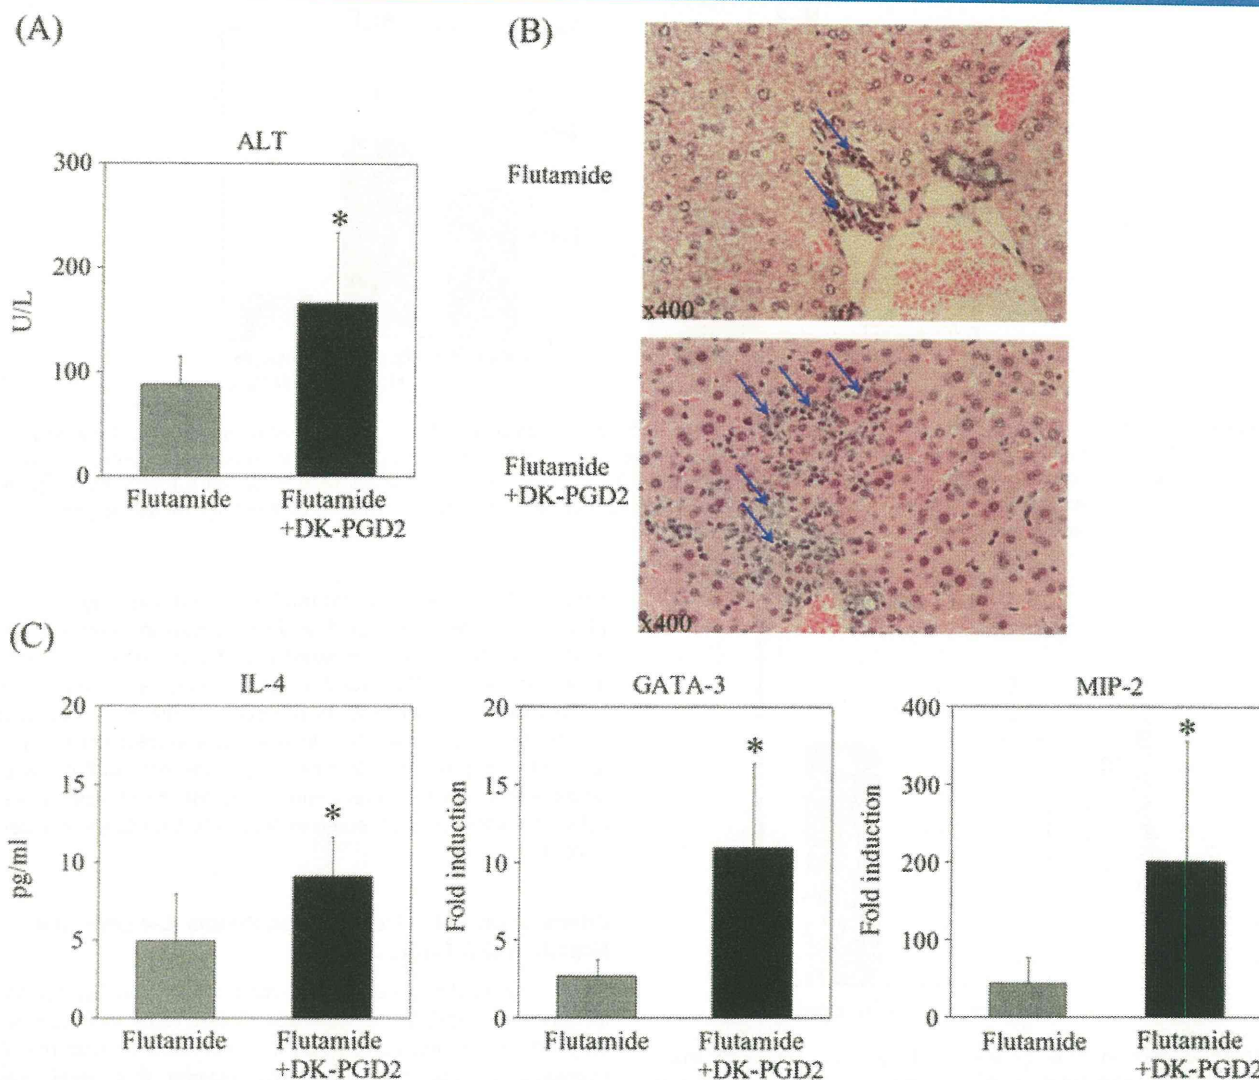 (A)
ALT
300
200
100
0
U/L
Flutamide
Flutamide
+DK-PGD2
*
(B)
Flutamide
x400
Flutamide
+DK-PGD2
x400
(C)
IL-4
20
15
10
5
0
pg/ml
*
Flutamide
Flutamide
+DK-PGD2
GATA-3
20
15
10
5
0
Fold induction
*
Flutamide
Flutamide
+DK-PGD2
MIP-2
400
300
200
100
0
Fold induction
*
Flutamide
Flutamide
+DK-PGD2